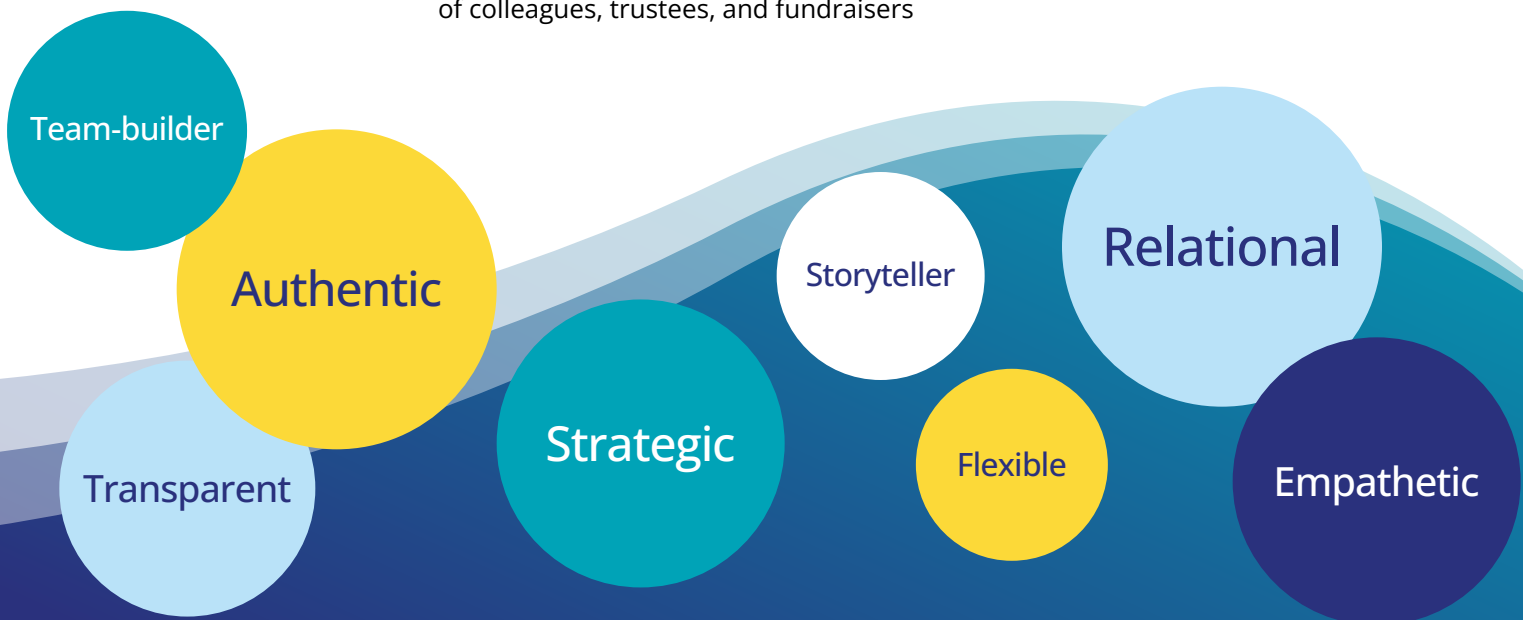 of colleagues, trustees, and fundraisers
Team-builder
Authentic
Storyteller
Relational
Strategic
Flexible
Transparent
Empathetic